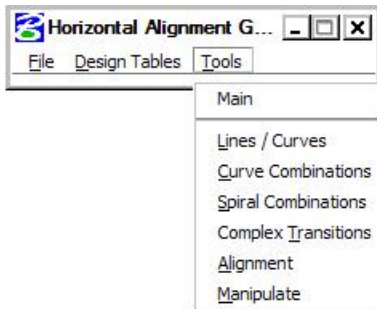 Horizontal Alignment G...
File Design Tables Tools
Main
Lines / Curves
Curve Combinations
Spiral Combinations
Complex Transitions
Alignment
Manipulate